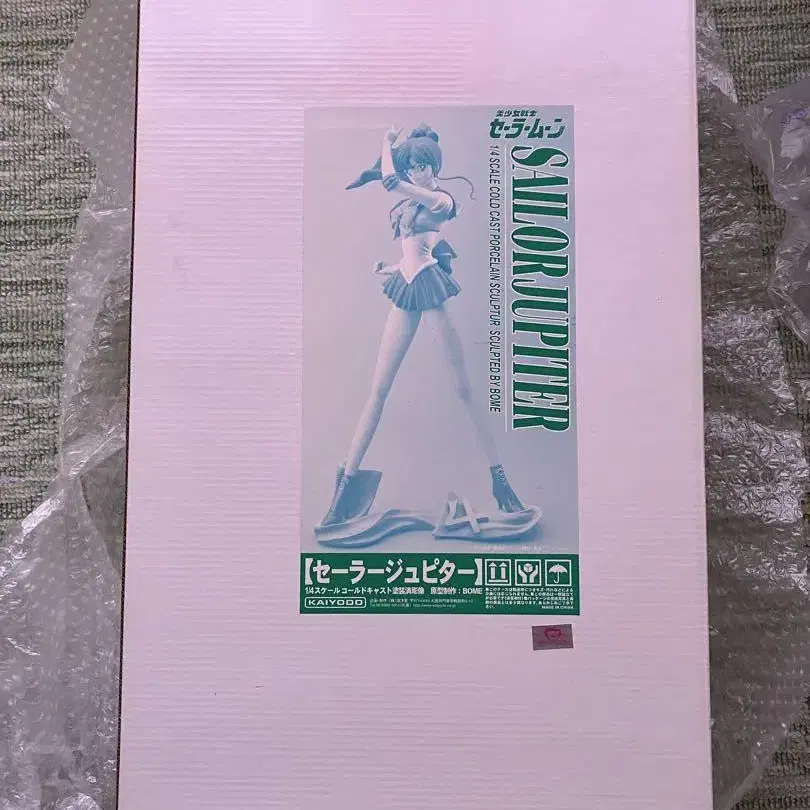 美少女戦士
セーラームーン
SAILOR JUPITER
1/4 SCALE COLD CAST PORCELAIN SCULPTUR SCULPTED BY BOME
4
【セーラージュピター】
1/4スケール コールドキャスト塗装済彫像 原型制作:BOME
KAIYODO
MADE IN CHINA